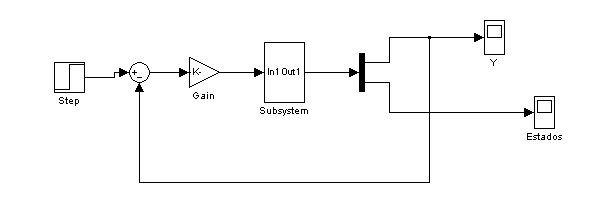 Step
+
-
K-
Gain
In1 Out1
Subsystem
Y
Estados